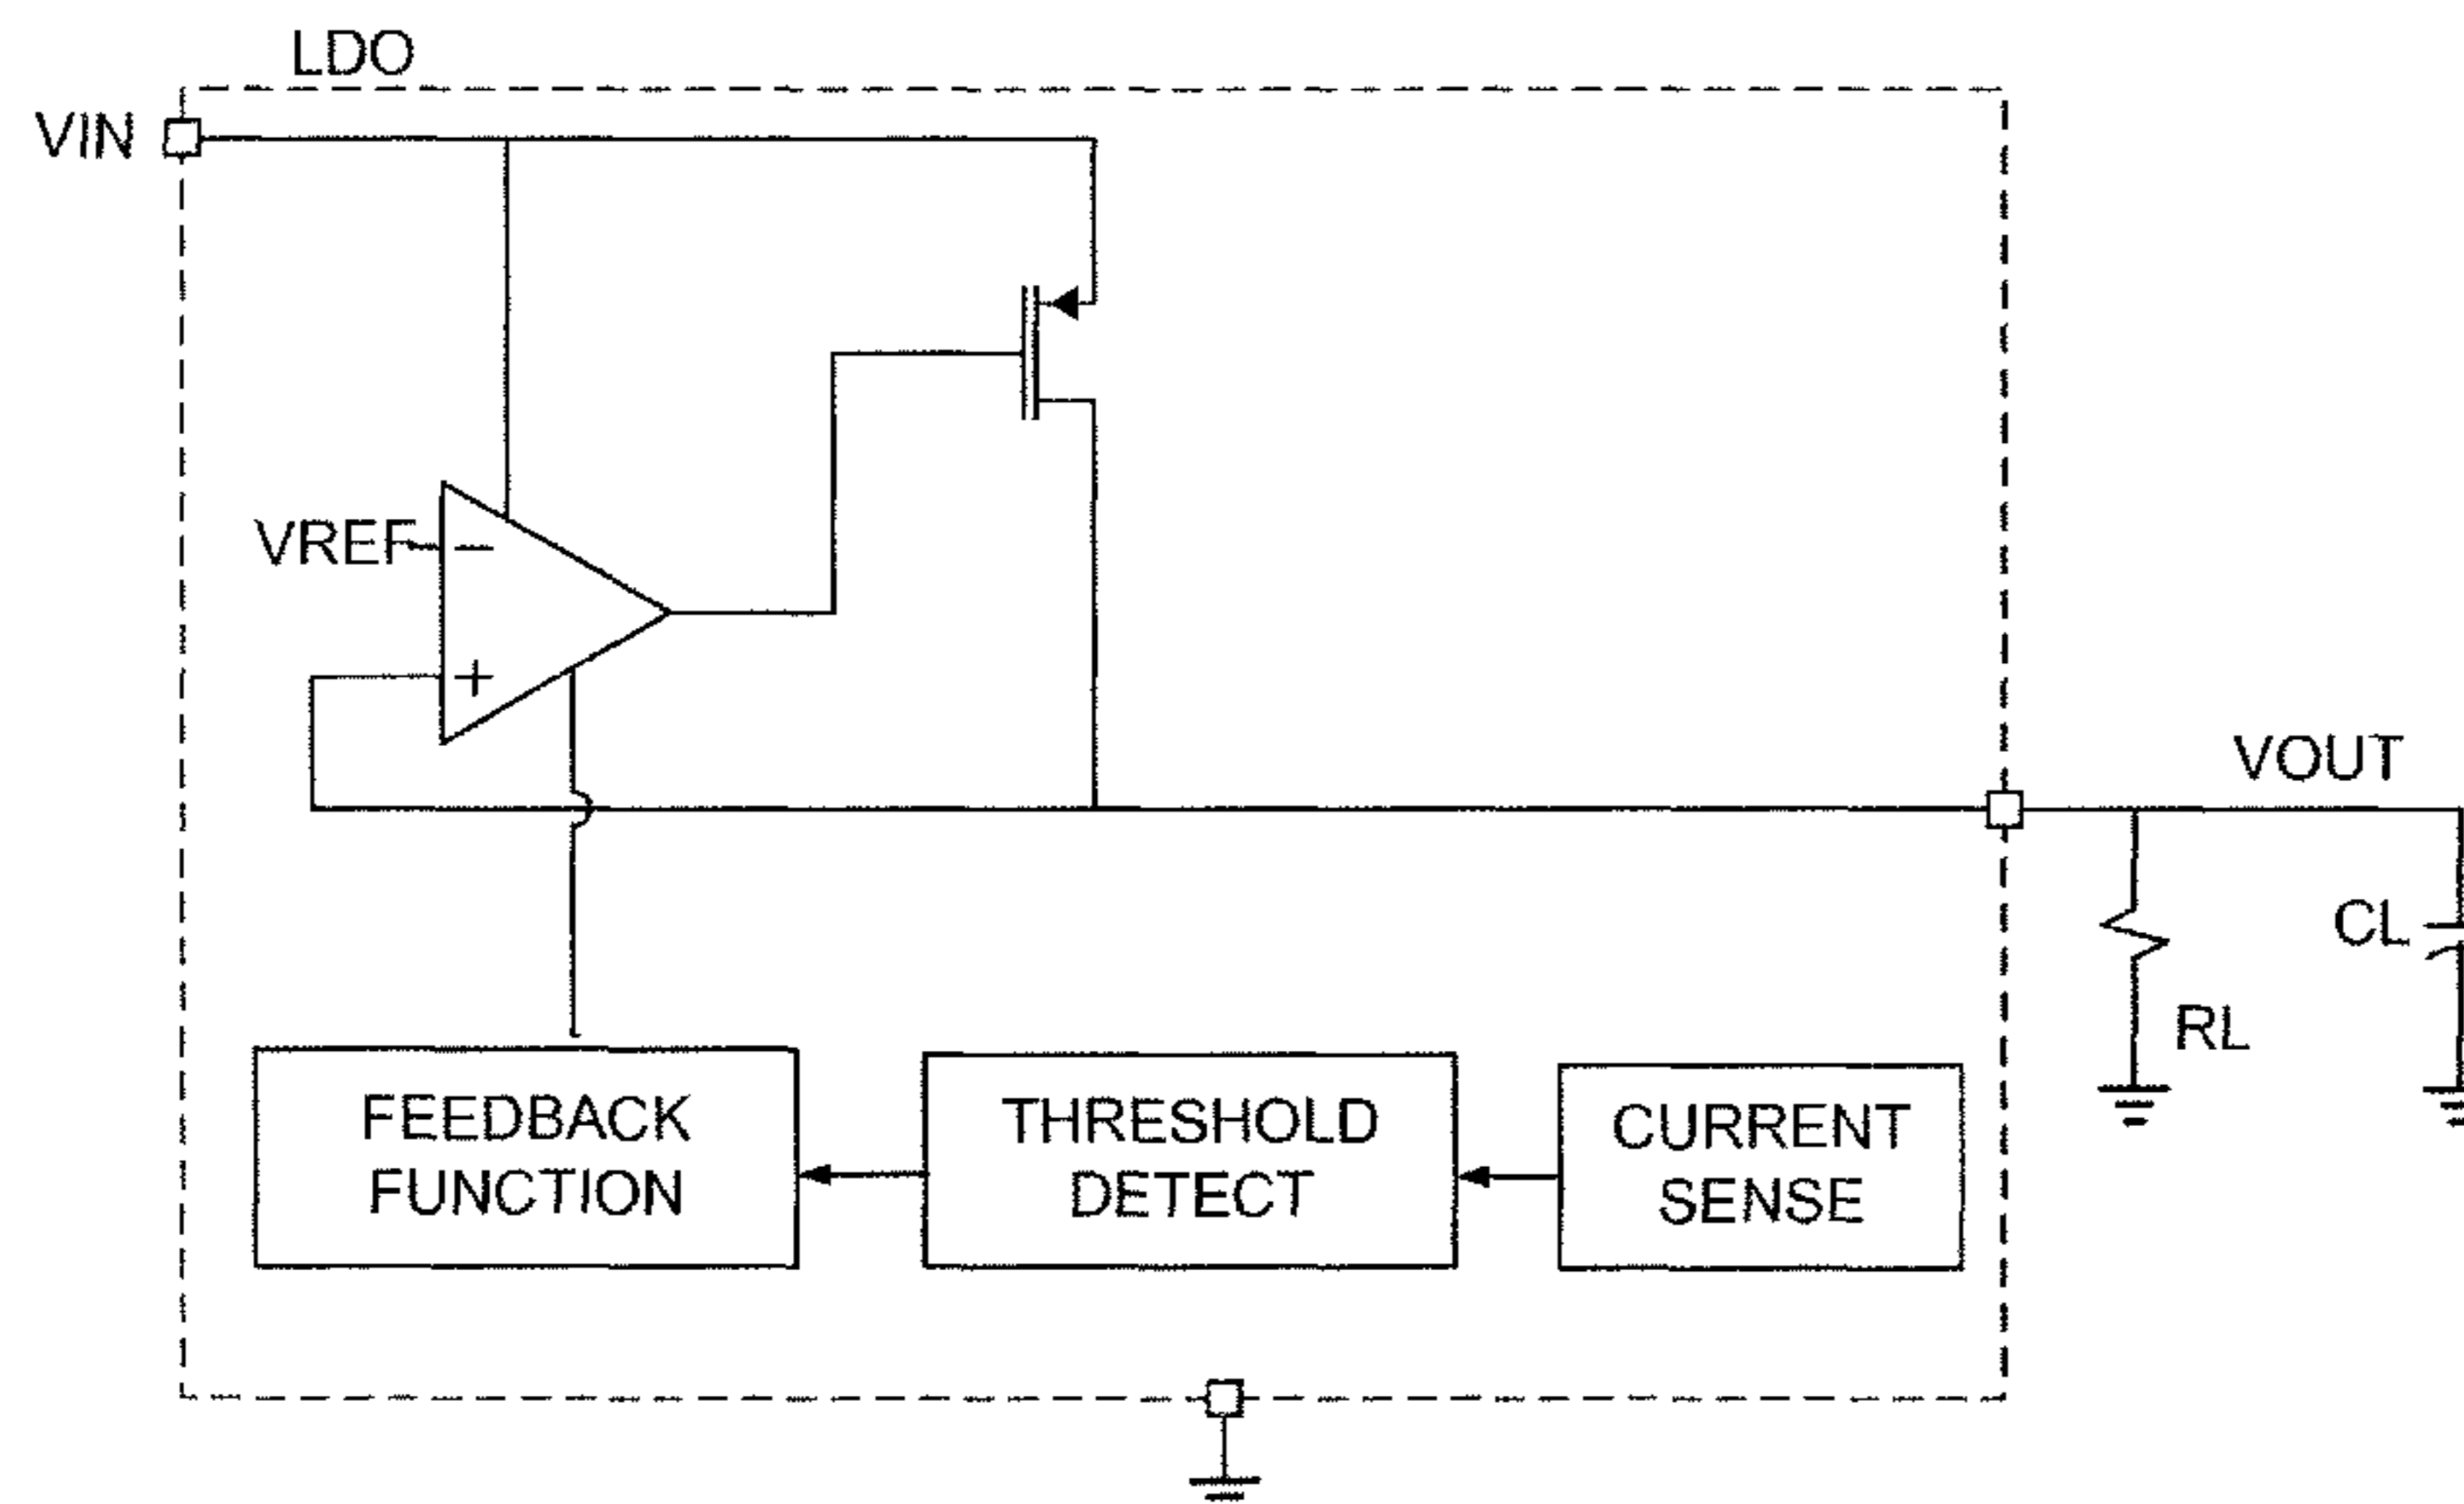 LDO
VIN
VREF
−
+
VOUT
CL
RL
FEEDBACK
FUNCTION
THRESHOLD
DETECT
CURRENT
SENSE